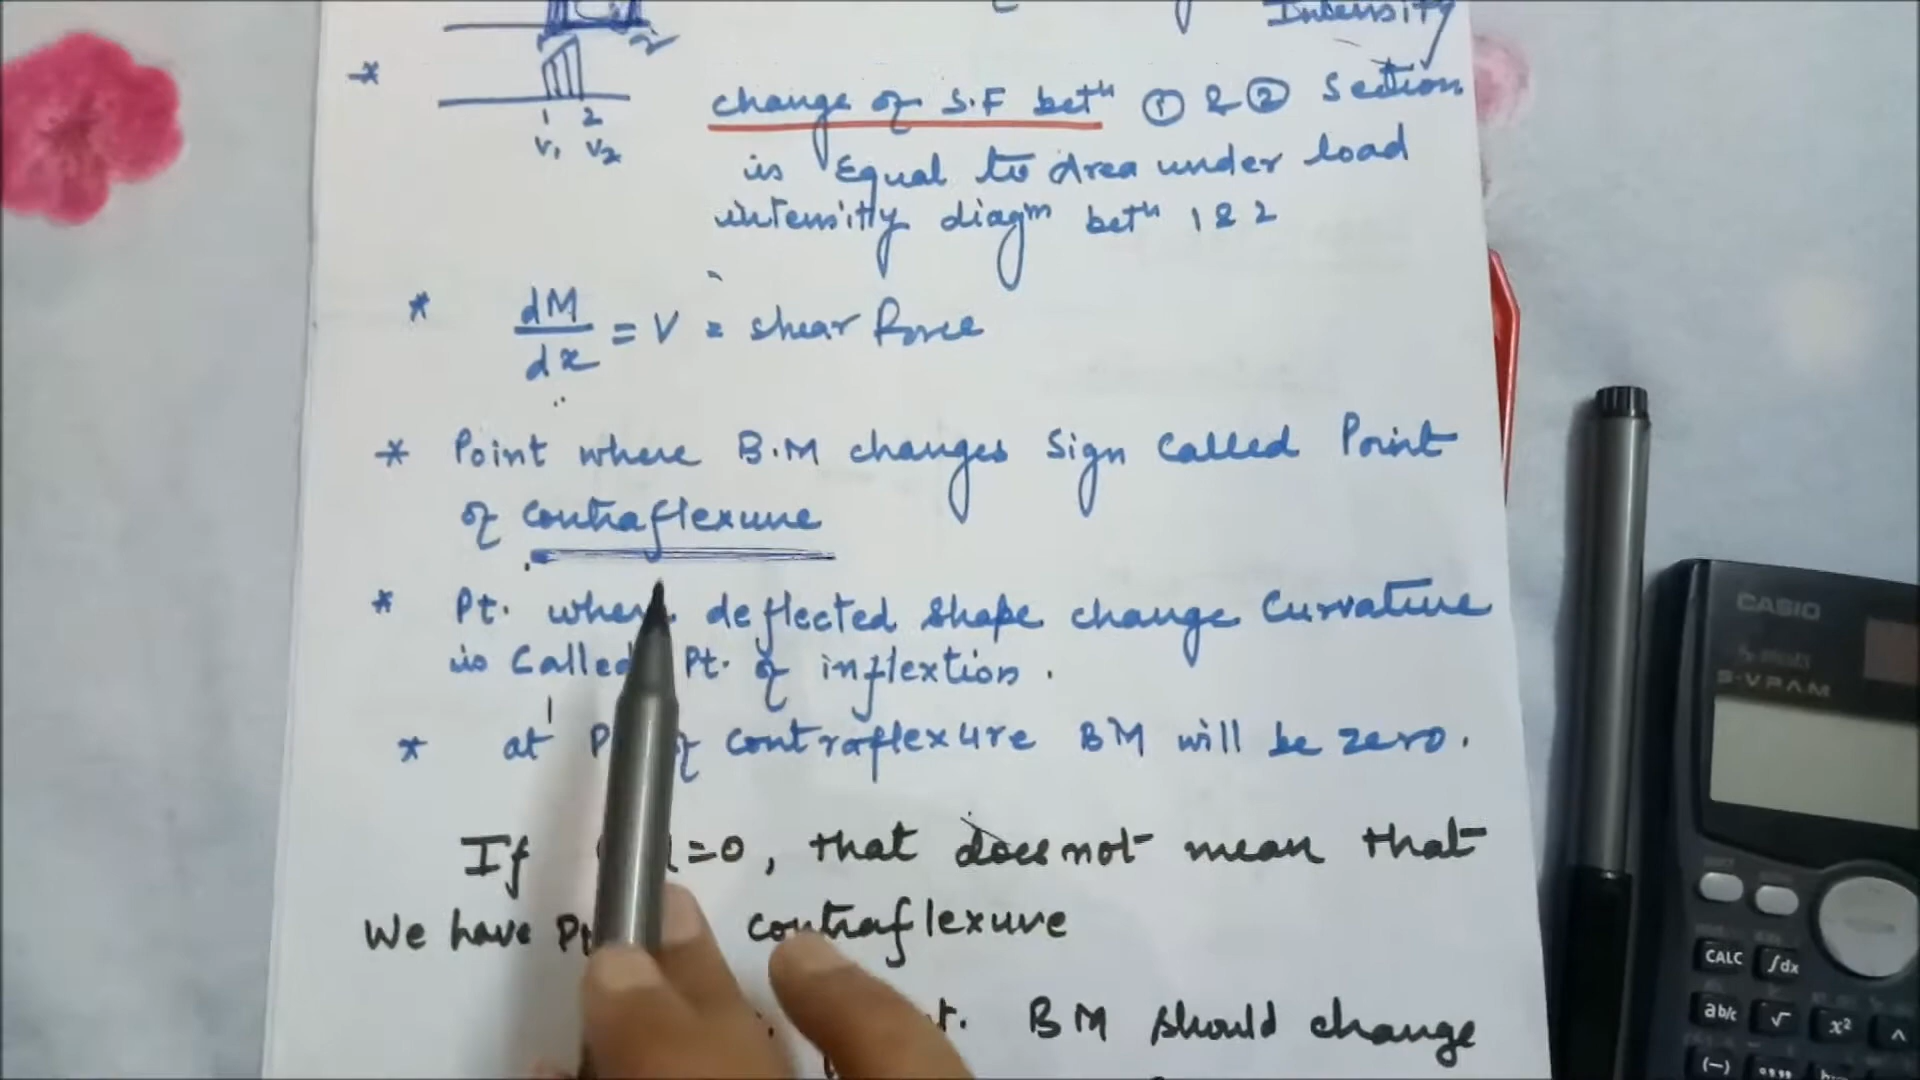 Intensity
* change of S.F betn ① & ② Section
1 2
V1 V2
is Equal to Area under load
intensity diagm betn 1 & 2
* dM/dx = V = shear force
* Point where B.M changes Sign Called Point
of contraflexure
* Pt. where deflected shape change Curvature
is Called Pt. of inflextion.
* at of contraflexure BM will be zero.
If =0, that does not mean that
We have contraflexure
BM should change
CASIO
S-V.P.A.M.
CALC ∫dx
ab/c √ x² ^
(-)